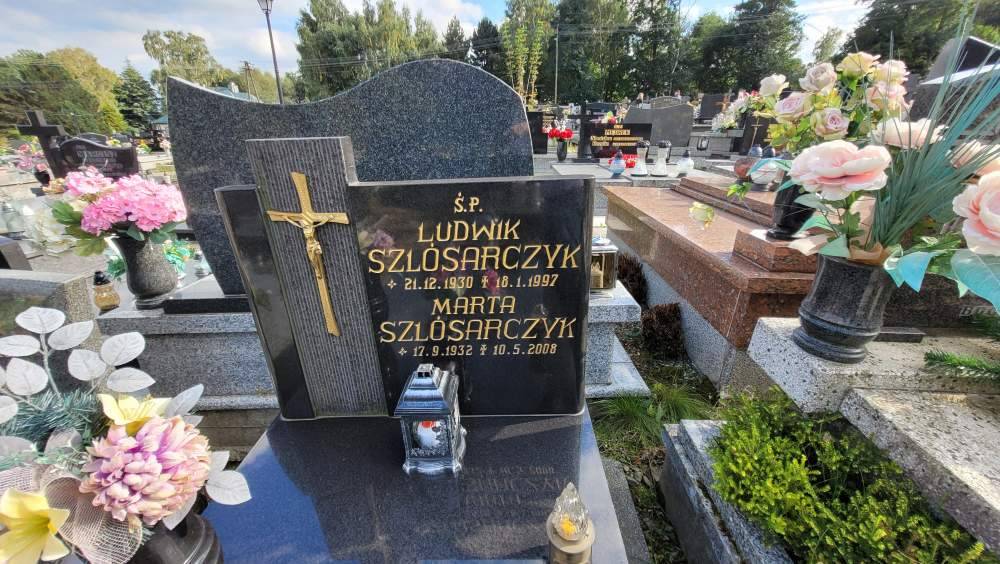 Ś.P.
LUDWIK
SZLÓSARCZYK
+ 21.12.1930 ✝ 18.1.1997
MARTA
SZLÓSARCZYK
+ 17.9.1932 ✝ 10.5.2008